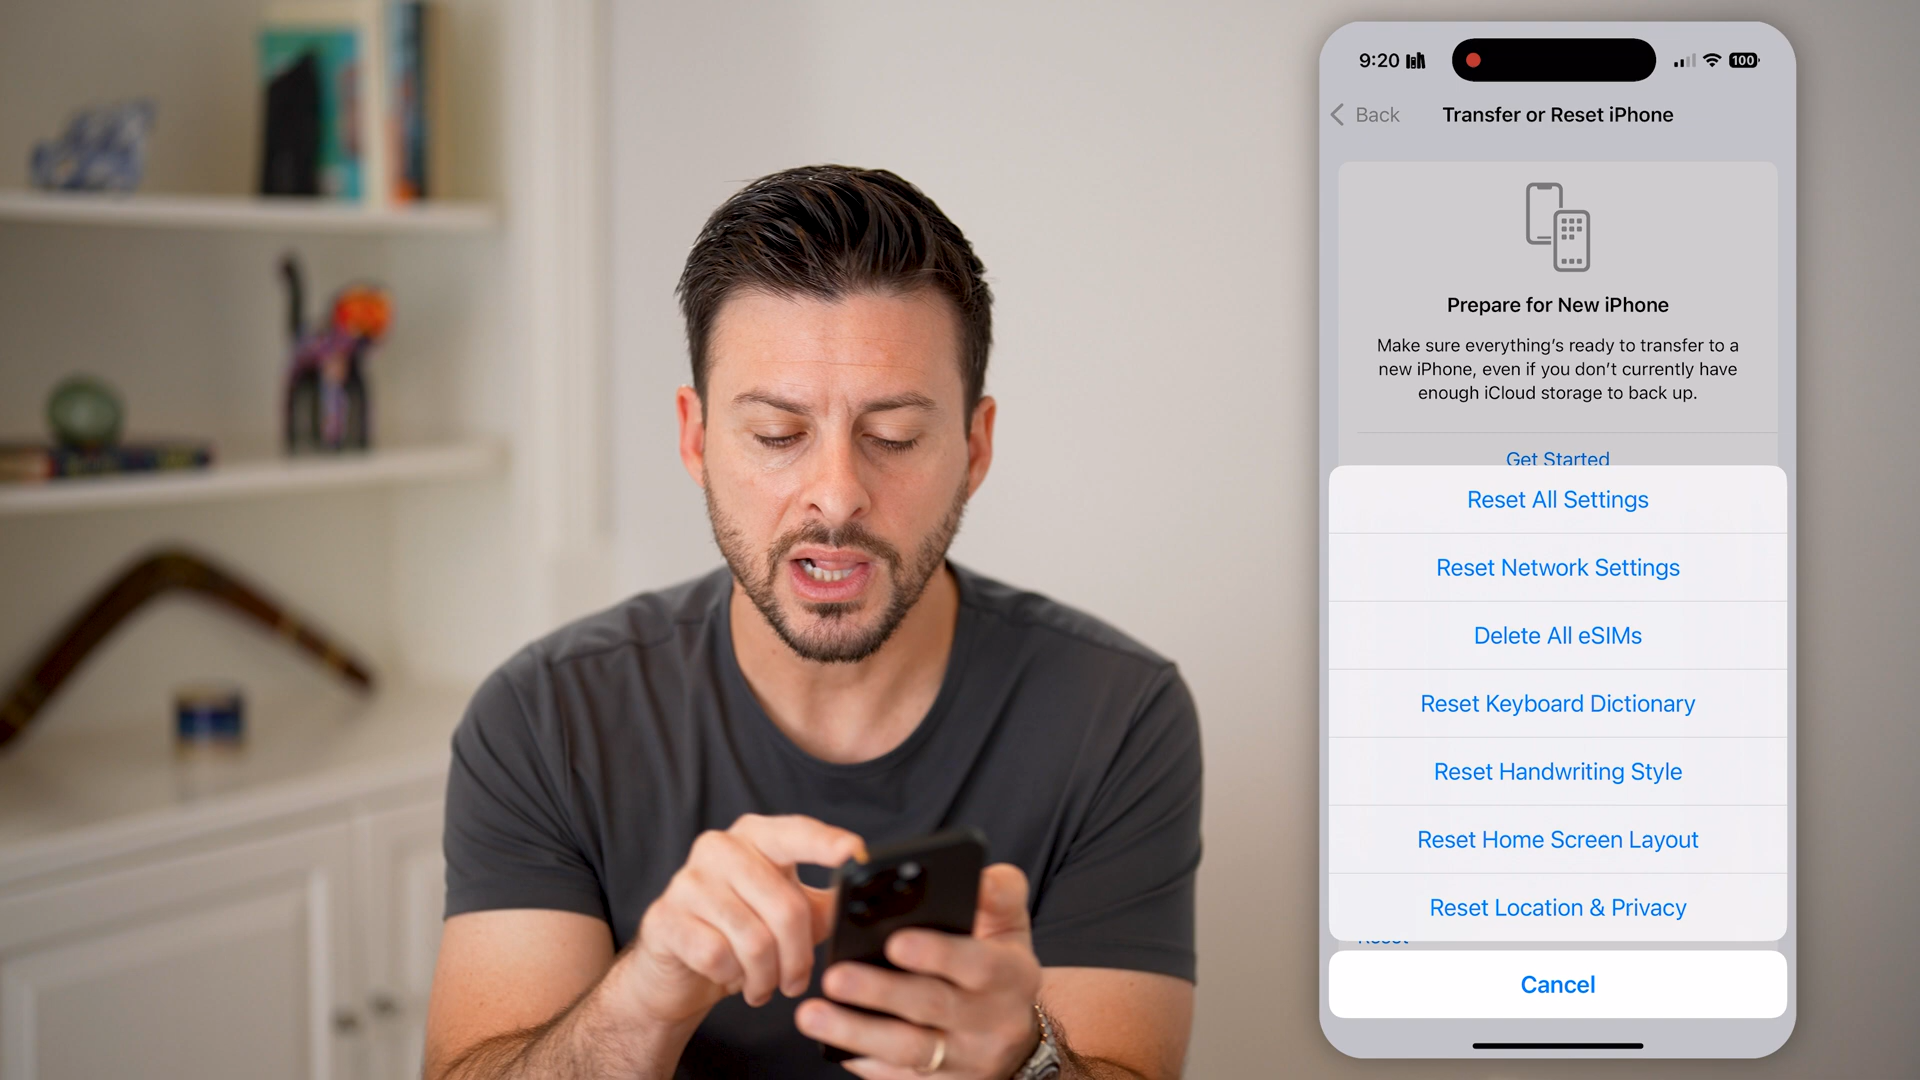 9:20
100
Back
Transfer or Reset iPhone
Prepare for New iPhone
Make sure everything's ready to transfer to a
new iPhone, even if you don't currently have
enough iCloud storage to back up.
Get Started
Reset All Settings
Reset Network Settings
Delete All eSIMs
Reset Keyboard Dictionary
Reset Handwriting Style
Reset Home Screen Layout
Reset Location & Privacy
Reset
Cancel